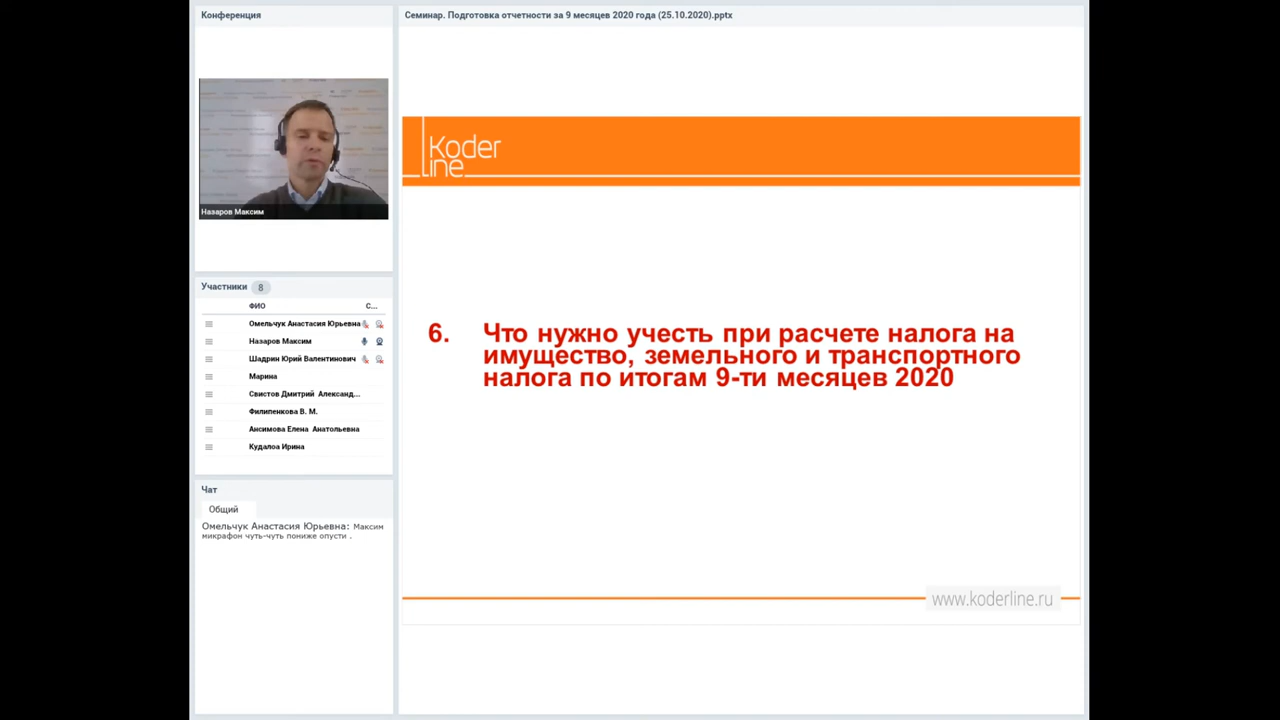 Конференция
Назаров Максим
Участники 8
ФИО С...
Омельчук Анастасия Юрьевна
Назаров Максим
Шадрин Юрий Валентинович
Марина
Свистов Дмитрий Александ...
Филипенкова В. М.
Ансимова Елена Анатольевна
Кудалоа Ирина
Чат
Общий
Омельчук Анастасия Юрьевна: Максим
микрофон чуть-чуть пониже опусти .
Семинар. Подготовка отчетности за 9 месяцев 2020 года (25.10.2020).pptx
Koder
line
6. Что нужно учесть при расчете налога на
имущество, земельного и транспортного
налога по итогам 9-ти месяцев 2020
www.koderline.ru